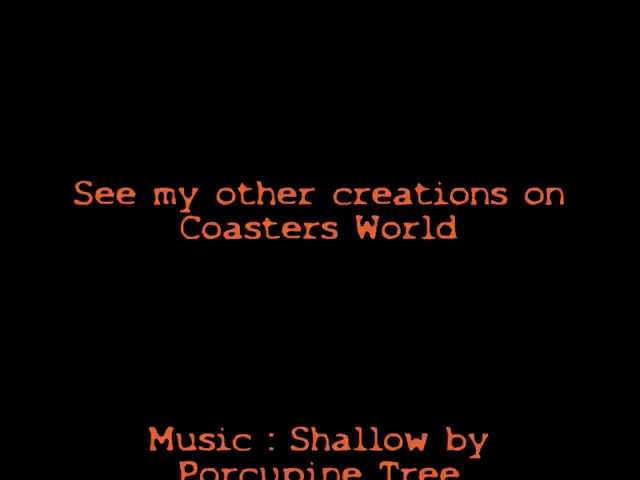 See my other creations on
Coasters World
Music : Shallow by
Porcupine Tree